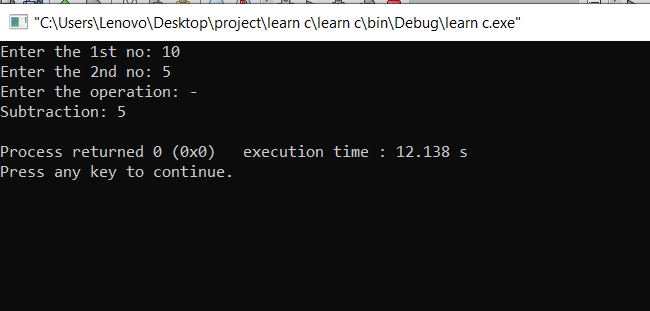 "C:\Users\Lenovo\Desktop\project\learn c\learn c\bin\Debug\learn c.exe"
Enter the 1st no: 10
Enter the 2nd no: 5
Enter the operation: -
Subtraction: 5
Process returned 0 (0x0)   execution time : 12.138 s
Press any key to continue.